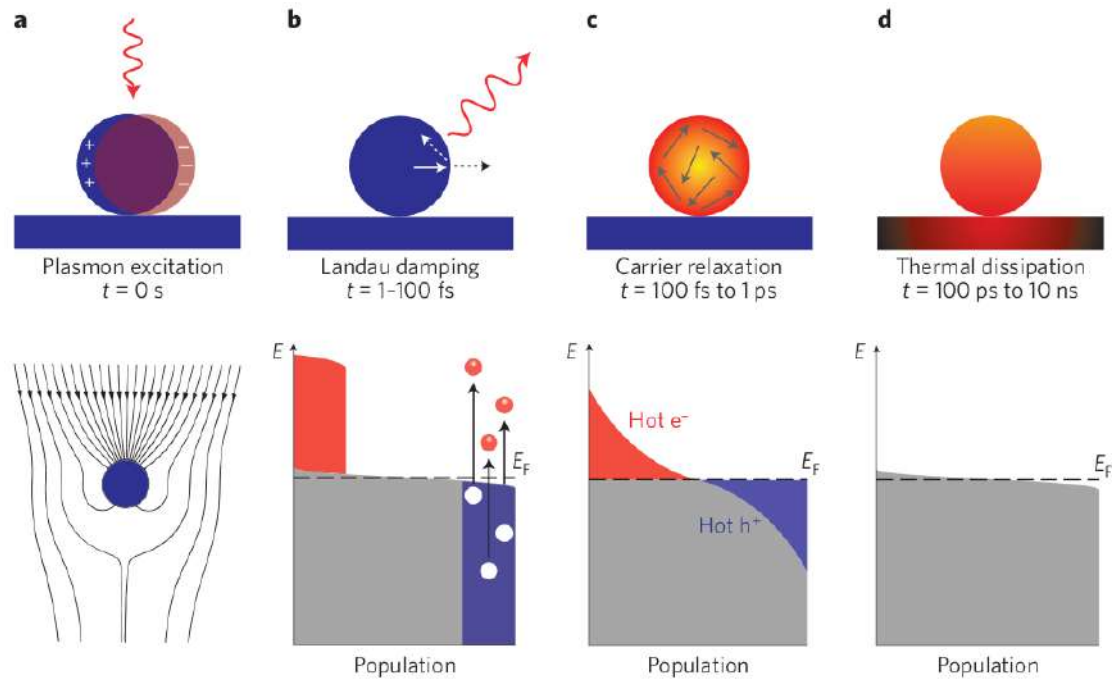 a
b
c
d
+
+
+
−
−
−
Plasmon excitation
t = 0 s
Landau damping
t = 1–100 fs
Carrier relaxation
t = 100 fs to 1 ps
Thermal dissipation
t = 100 ps to 10 ns
E
E_F
Population
E
Hot e⁻
E_F
Hot h⁺
Population
E
E_F
Population